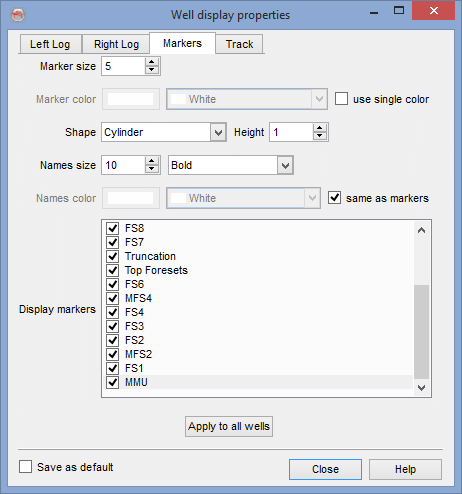 Well display properties
Left Log Right Log Markers Track
Marker size 5
Marker color White use single color
Shape Cylinder Height 1
Names size 10 Bold
Names color White same as markers
FS8
FS7
Truncation
Top Foresets
FS6
MFS4
FS4
Display markers FS3
FS2
MFS2
FS1
MMU
Apply to all wells
Save as default Close Help